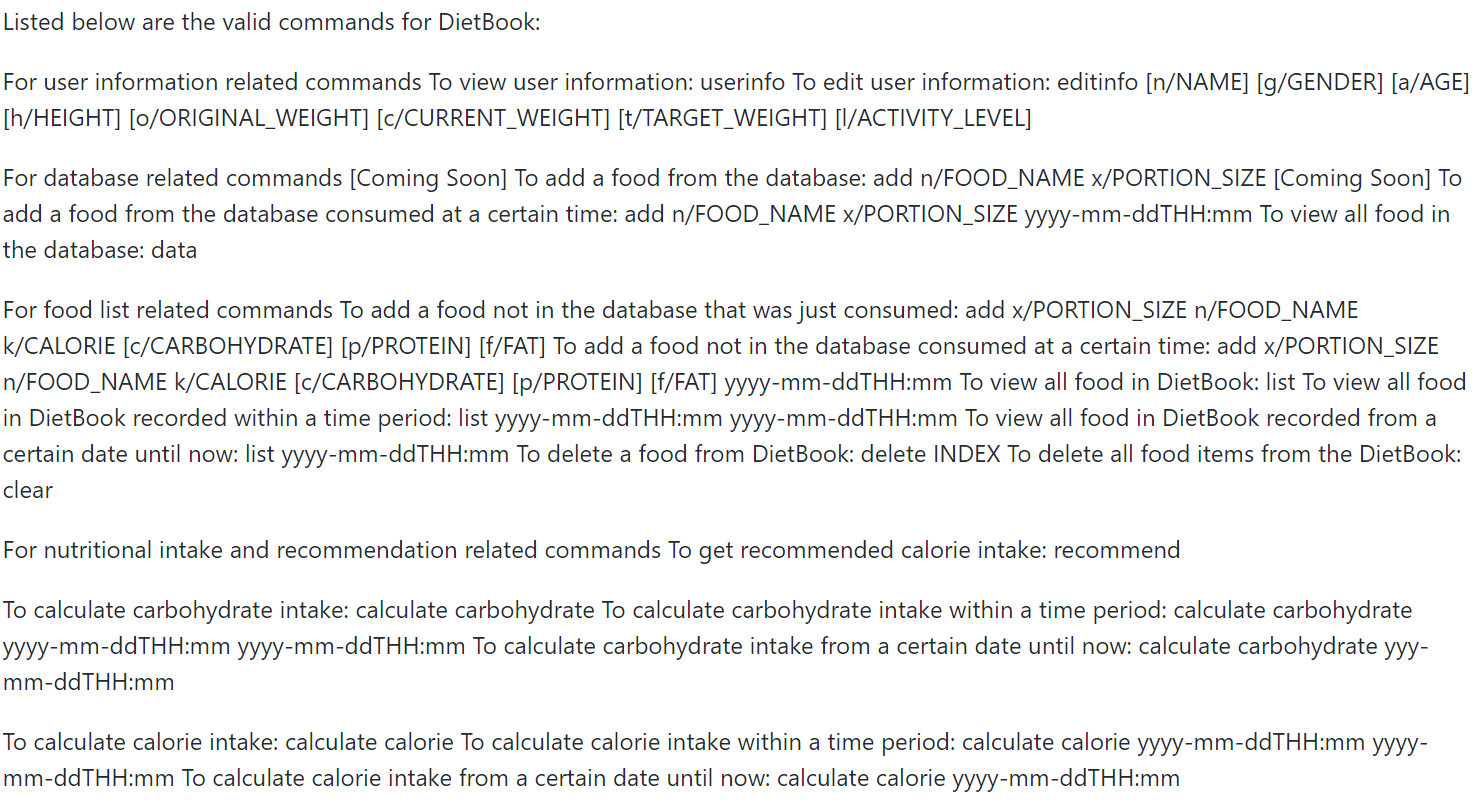 Listed below are the valid commands for DietBook:
For user information related commands To view user information: userinfo To edit user information: editinfo [n/NAME] [g/GENDER] [a/AGE]
[h/HEIGHT] [o/ORIGINAL_WEIGHT] [c/CURRENT_WEIGHT] [t/TARGET_WEIGHT] [l/ACTIVITY_LEVEL]
For database related commands [Coming Soon] To add a food from the database: add n/FOOD_NAME x/PORTION_SIZE [Coming Soon] To
add a food from the database consumed at a certain time: add n/FOOD_NAME x/PORTION_SIZE yyyy-mm-ddTHH:mm To view all food in
the database: data
For food list related commands To add a food not in the database that was just consumed: add x/PORTION_SIZE n/FOOD_NAME
k/CALORIE [c/CARBOHYDRATE] [p/PROTEIN] [f/FAT] To add a food not in the database consumed at a certain time: add x/PORTION_SIZE
n/FOOD_NAME k/CALORIE [c/CARBOHYDRATE] [p/PROTEIN] [f/FAT] yyyy-mm-ddTHH:mm To view all food in DietBook: list To view all food
in DietBook recorded within a time period: list yyyy-mm-ddTHH:mm yyyy-mm-ddTHH:mm To view all food in DietBook recorded from a
certain date until now: list yyyy-mm-ddTHH:mm To delete a food from DietBook: delete INDEX To delete all food items from the DietBook:
clear
For nutritional intake and recommendation related commands To get recommended calorie intake: recommend
To calculate carbohydrate intake: calculate carbohydrate To calculate carbohydrate intake within a time period: calculate carbohydrate
yyyy-mm-ddTHH:mm yyyy-mm-ddTHH:mm To calculate carbohydrate intake from a certain date until now: calculate carbohydrate yyy-
mm-ddTHH:mm
To calculate calorie intake: calculate calorie To calculate calorie intake within a time period: calculate calorie yyyy-mm-ddTHH:mm yyyy-
mm-ddTHH:mm To calculate calorie intake from a certain date until now: calculate calorie yyyy-mm-ddTHH:mm